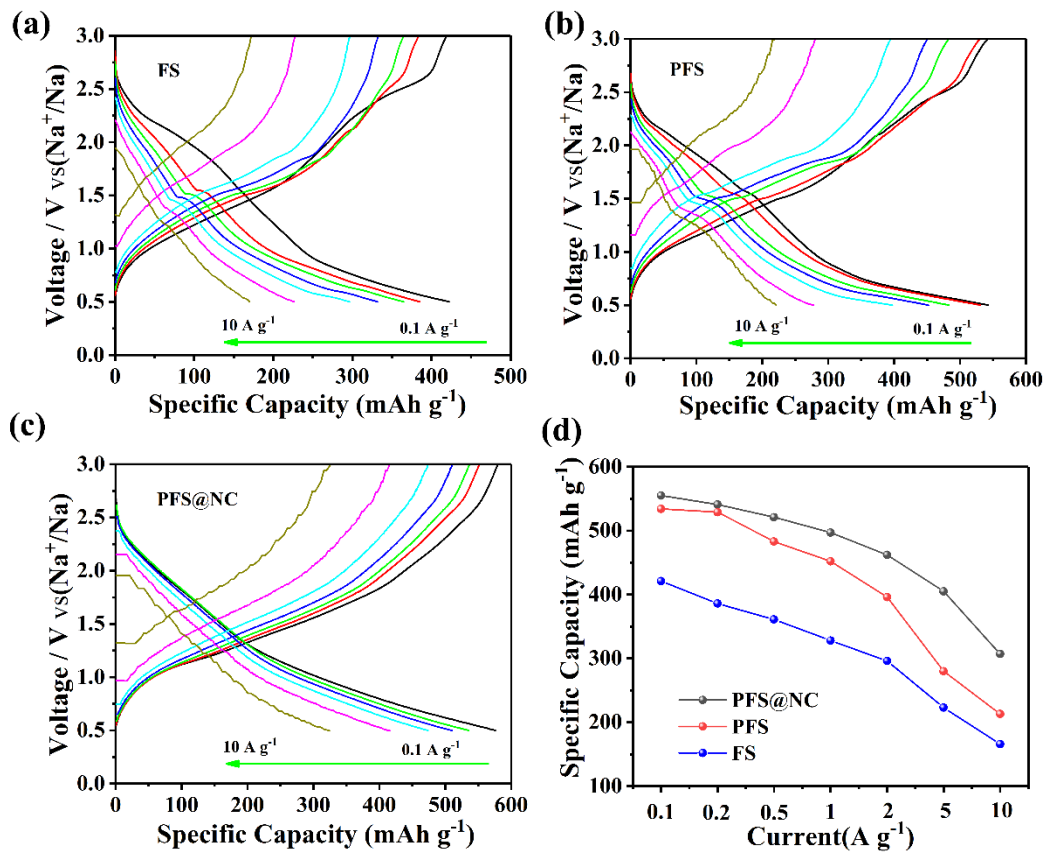 (a)
FS
3.0
2.5
2.0
1.5
1.0
0.5
0.0
Voltage / V vs(Na⁺/Na)
10 A g⁻¹
0.1 A g⁻¹
0 100 200 300 400 500
Specific Capacity (mAh g⁻¹)
(b)
PFS
3.0
2.5
2.0
1.5
1.0
0.5
0.0
Voltage / V vs(Na⁺/Na)
10 A g⁻¹
0.1 A g⁻¹
0 100 200 300 400 500 600
Specific Capacity (mAh g⁻¹)
(c)
PFS@NC
3.0
2.5
2.0
1.5
1.0
0.5
0.0
Voltage / V vs(Na⁺/Na)
10 A g⁻¹
0.1 A g⁻¹
0 100 200 300 400 500 600
Specific Capacity (mAh g⁻¹)
(d)
600
500
400
300
200
100
Specific Capacity (mAh g⁻¹)
PFS@NC
PFS
FS
0.1 0.2 0.5 1 2 5 10
Current(A g⁻¹)